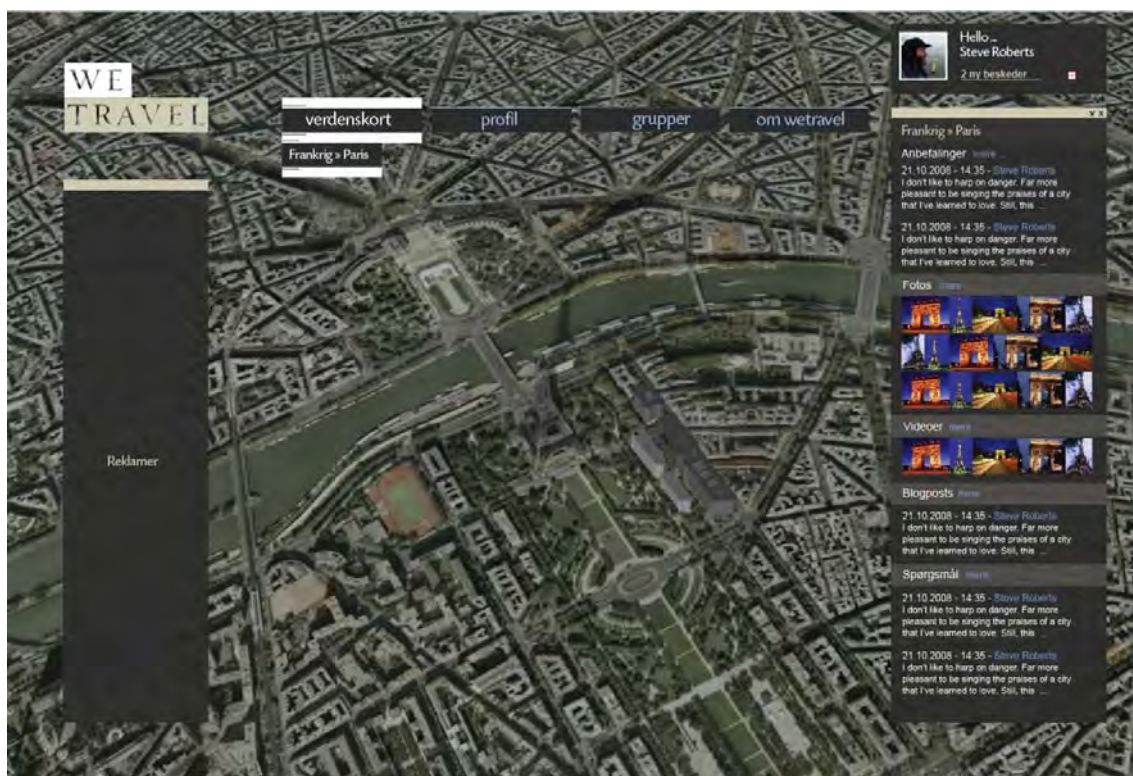 WE
TRAVEL
verdenskort
profil
grupper
om wetravel
Frankrig » Paris
Reklamer
Hello ...
Steve Roberts
2 ny beskeder
v x
Frankrig » Paris
Anbefalinger mere ...
21.10.2008 - 14.35 - Steve Roberts
I don't like to harp on danger. Far more
pleasant to be singing the praises of a city
that I've learned to love. Still, this ...
21.10.2008 - 14.35 - Steve Roberts
I don't like to harp on danger. Far more
pleasant to be singing the praises of a city
that I've learned to love. Still, this ...
Fotos mere
Videoer mere
Blogposts mere
21.10.2008 - 14.35 - Steve Roberts
I don't like to harp on danger. Far more
pleasant to be singing the praises of a city
that I've learned to love. Still, this ...
Spørgsmål mere
21.10.2008 - 14.35 - Steve Roberts
I don't like to harp on danger. Far more
pleasant to be singing the praises of a city
that I've learned to love. Still, this ...
21.10.2008 - 14.35 - Steve Roberts
I don't like to harp on danger. Far more
pleasant to be singing the praises of a city
that I've learned to love. Still, this ...